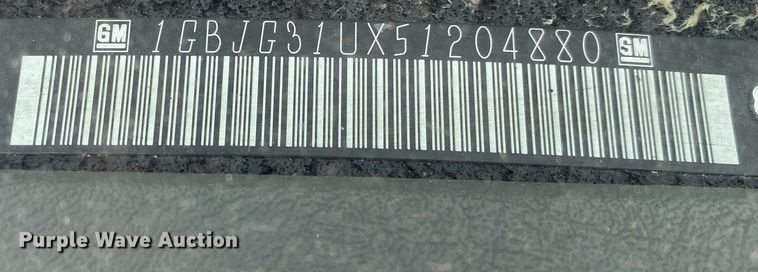 GM 1GBJG31UX51204880 GM
Purple Wave Auction